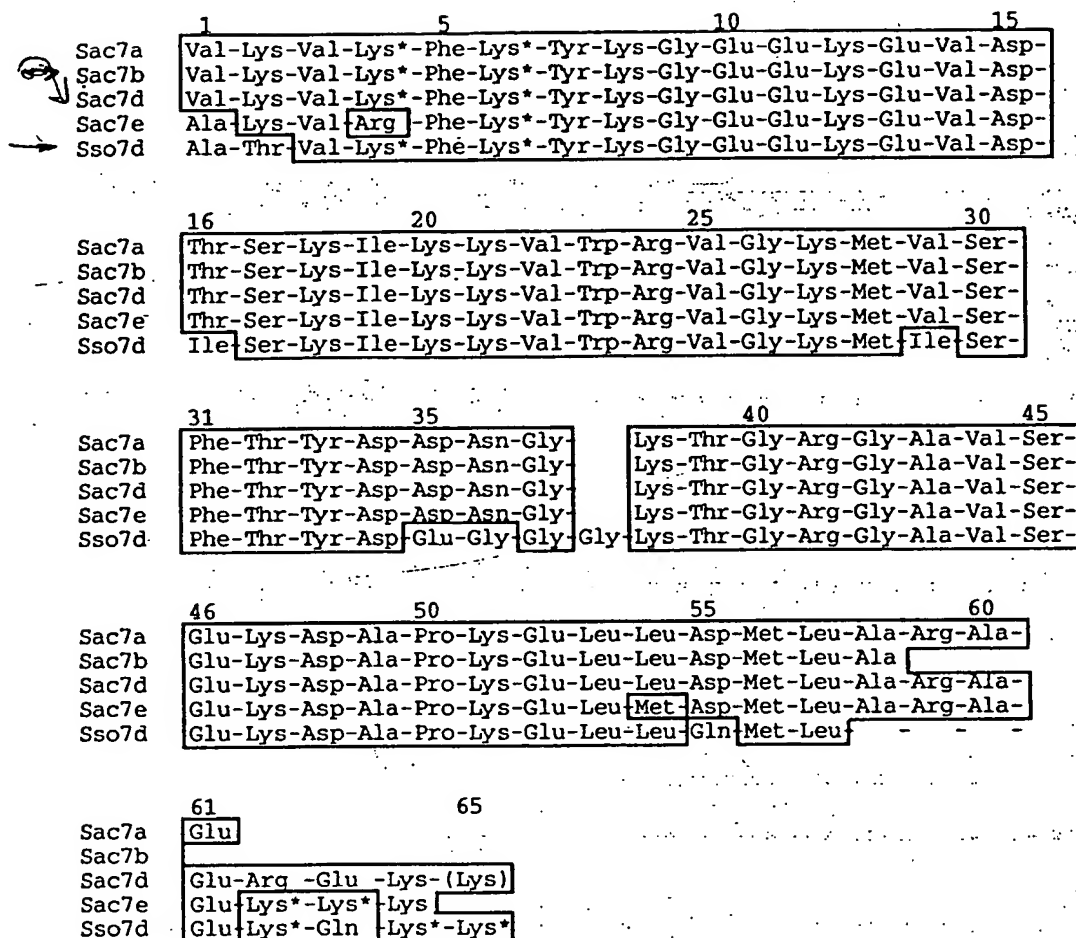 1 5 10 15
Sac7a Val-Lys-Val-Lys*-Phe-Lys*-Tyr-Lys-Gly-Glu-Glu-Lys-Glu-Val-Asp-
Sac7b Val-Lys-Val-Lys*-Phe-Lys*-Tyr-Lys-Gly-Glu-Glu-Lys-Glu-Val-Asp-
Sac7d Val-Lys-Val-Lys*-Phe-Lys*-Tyr-Lys-Gly-Glu-Glu-Lys-Glu-Val-Asp-
Sac7e Ala-Lys-Val-Arg -Phe-Lys*-Tyr-Lys-Gly-Glu-Glu-Lys-Glu-Val-Asp-
Sso7d Ala-Thr-Val-Lys*-Phe-Lys*-Tyr-Lys-Gly-Glu-Glu-Lys-Glu-Val-Asp-
16 20 25 30
Sac7a Thr-Ser-Lys-Ile-Lys-Lys-Val-Trp-Arg-Val-Gly-Lys-Met-Val-Ser-
Sac7b Thr-Ser-Lys-Ile-Lys-Lys-Val-Trp-Arg-Val-Gly-Lys-Met-Val-Ser-
Sac7d Thr-Ser-Lys-Ile-Lys-Lys-Val-Trp-Arg-Val-Gly-Lys-Met-Val-Ser-
Sac7e Thr-Ser-Lys-Ile-Lys-Lys-Val-Trp-Arg-Val-Gly-Lys-Met-Val-Ser-
Sso7d Ile-Ser-Lys-Ile-Lys-Lys-Val-Trp-Arg-Val-Gly-Lys-Met-Ile-Ser-
31 35 40 45
Sac7a Phe-Thr-Tyr-Asp-Asp-Asn-Gly- Lys-Thr-Gly-Arg-Gly-Ala-Val-Ser-
Sac7b Phe-Thr-Tyr-Asp-Asp-Asn-Gly- Lys-Thr-Gly-Arg-Gly-Ala-Val-Ser-
Sac7d Phe-Thr-Tyr-Asp-Asp-Asn-Gly- Lys-Thr-Gly-Arg-Gly-Ala-Val-Ser-
Sac7e Phe-Thr-Tyr-Asp-Asp-Asn-Gly- Lys-Thr-Gly-Arg-Gly-Ala-Val-Ser-
Sso7d Phe-Thr-Tyr-Asp-Glu-Gly-Gly-Gly-Lys-Thr-Gly-Arg-Gly-Ala-Val-Ser-
46 50 55 60
Sac7a Glu-Lys-Asp-Ala-Pro-Lys-Glu-Leu-Leu-Asp-Met-Leu-Ala-Arg-Ala-
Sac7b Glu-Lys-Asp-Ala-Pro-Lys-Glu-Leu-Leu-Asp-Met-Leu-Ala
Sac7d Glu-Lys-Asp-Ala-Pro-Lys-Glu-Leu-Leu-Asp-Met-Leu-Ala-Arg-Ala-
Sac7e Glu-Lys-Asp-Ala-Pro-Lys-Glu-Leu-Met-Asp-Met-Leu-Ala-Arg-Ala-
Sso7d Glu-Lys-Asp-Ala-Pro-Lys-Glu-Leu-Leu-Gln-Met-Leu- - - -
61 65
Sac7a Glu
Sac7b
Sac7d Glu-Arg -Glu -Lys-(Lys)
Sac7e Glu-Lys*-Lys*-Lys
Sso7d Glu-Lys*-Gln -Lys*-Lys*